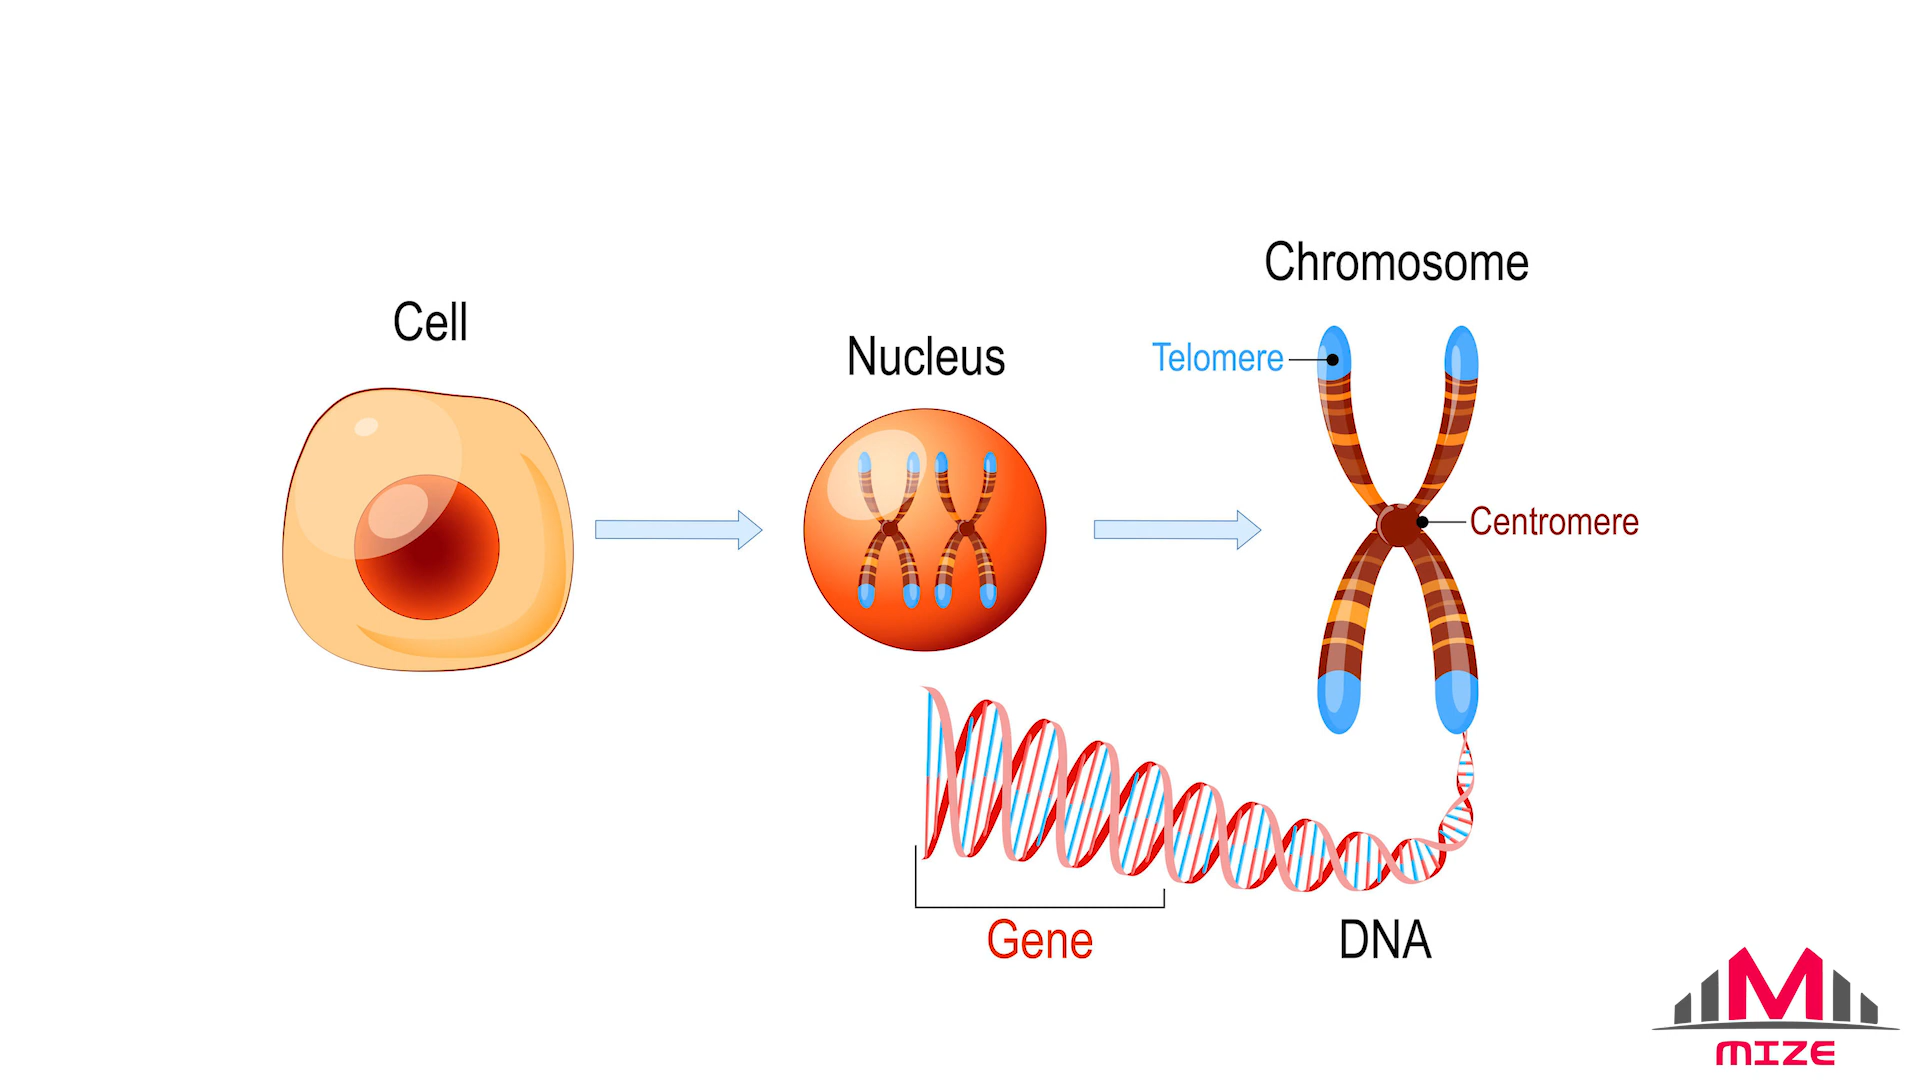 Chromosome
Cell
Nucleus
Telomere
Centromere
Gene
DNA
M
MIZE